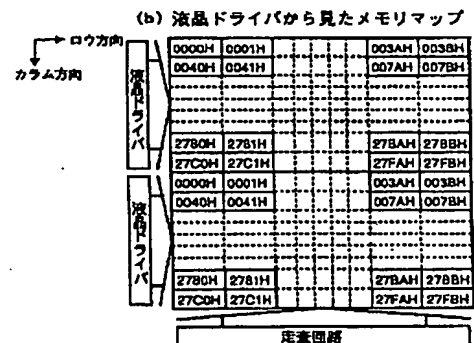 (b) 液晶ドライバから見たメモリマップ
ロウ方向
カラム方向
液晶ドライバ
0000H 0001H 003AH 003BH
0040H 0041H 007AH 007BH
2780H 2781H 27BAH 27BBH
27C0H 27C1H 27FAH 27FBH
液晶ドライバ
0000H 0001H 003AH 003BH
0040H 0041H 007AH 007BH
2780H 2781H 27BAH 27BBH
27C0H 27C1H 27FAH 27FBH
走査回路